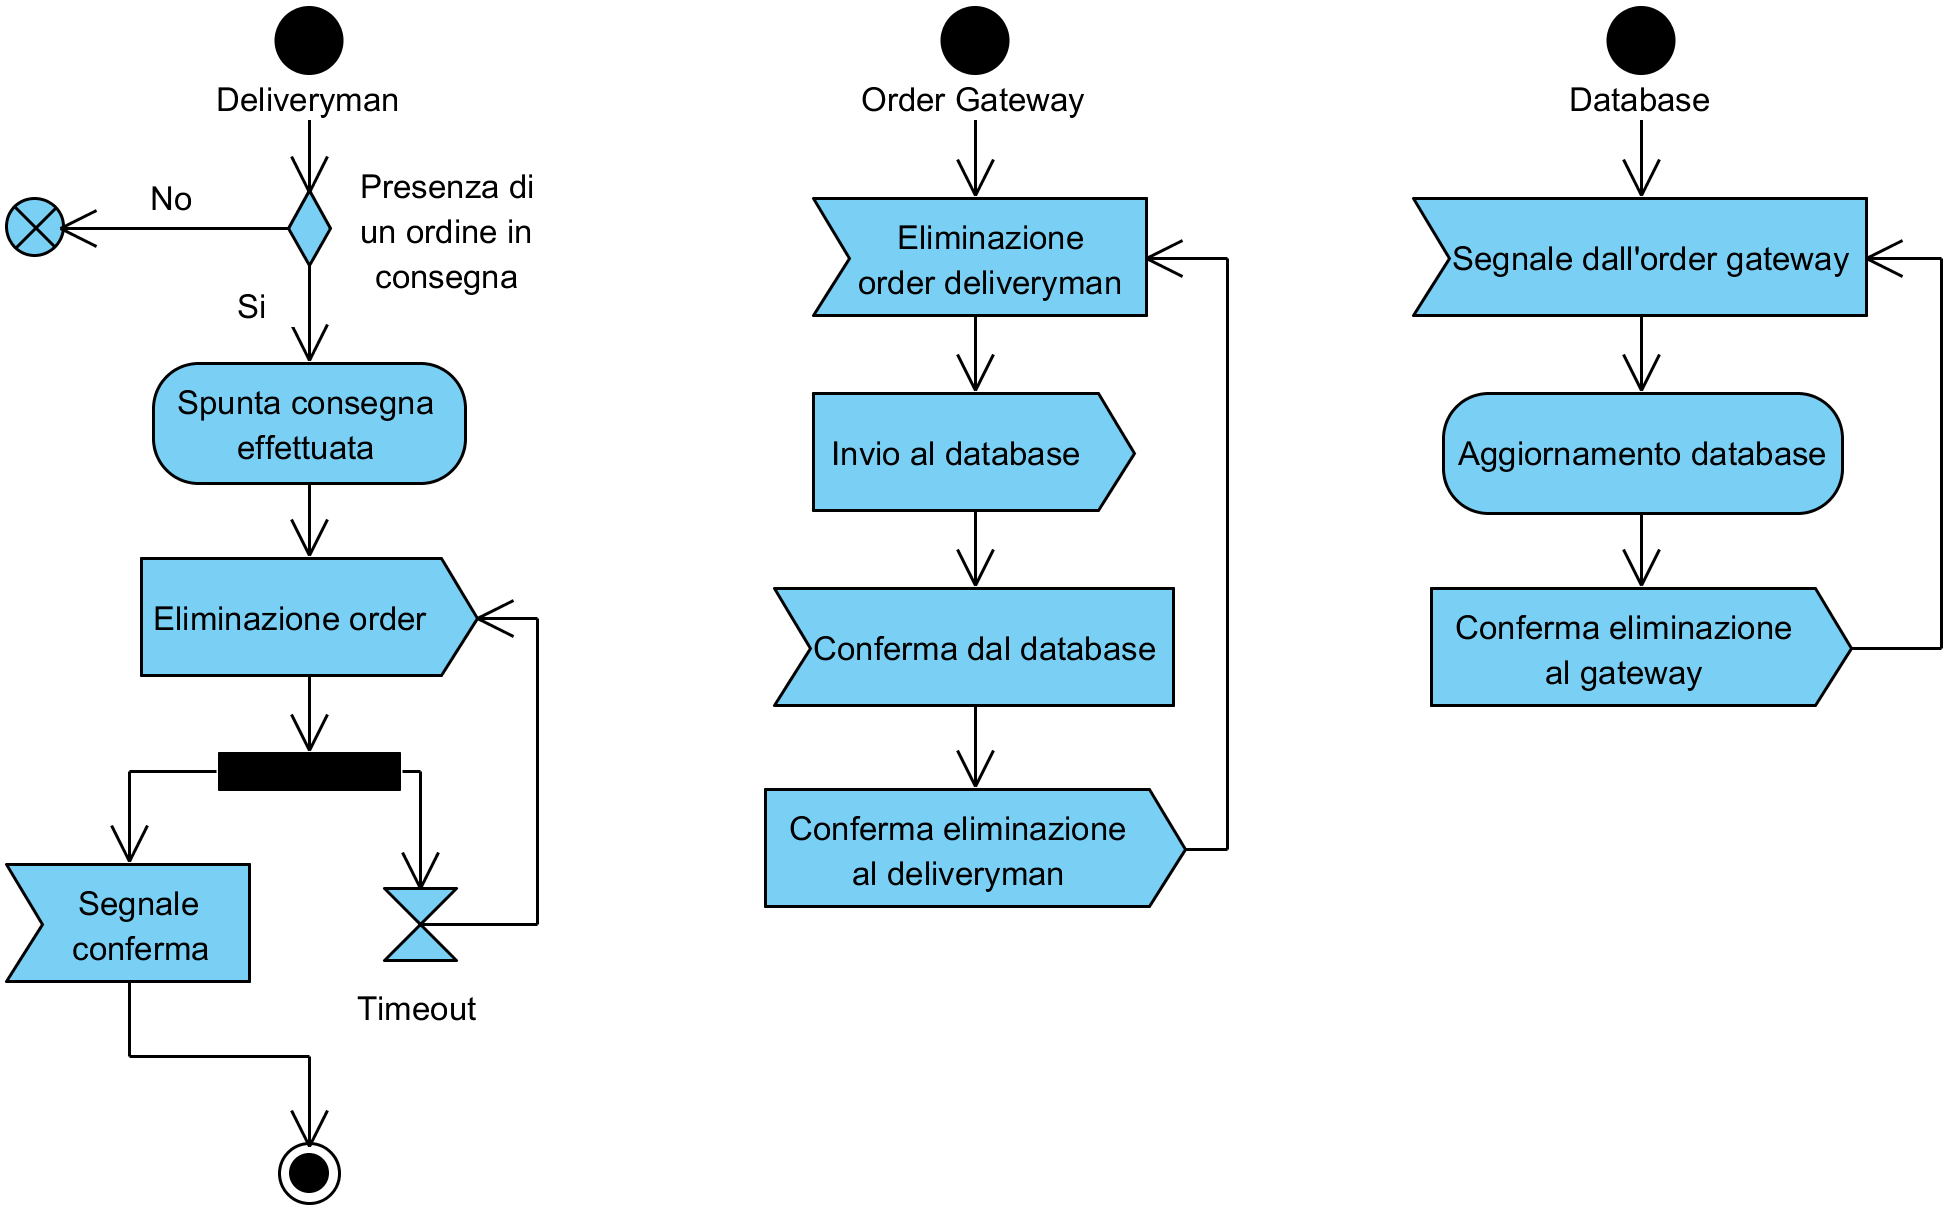 Deliveryman
No
Presenza di
un ordine in
consegna
Si
Spunta consegna
effettuata
Eliminazione order
Segnale
conferma
Timeout
Order Gateway
Eliminazione
order deliveryman
Invio al database
Conferma dal database
Conferma eliminazione
al deliveryman
Database
Segnale dall'order gateway
Aggiornamento database
Conferma eliminazione
al gateway